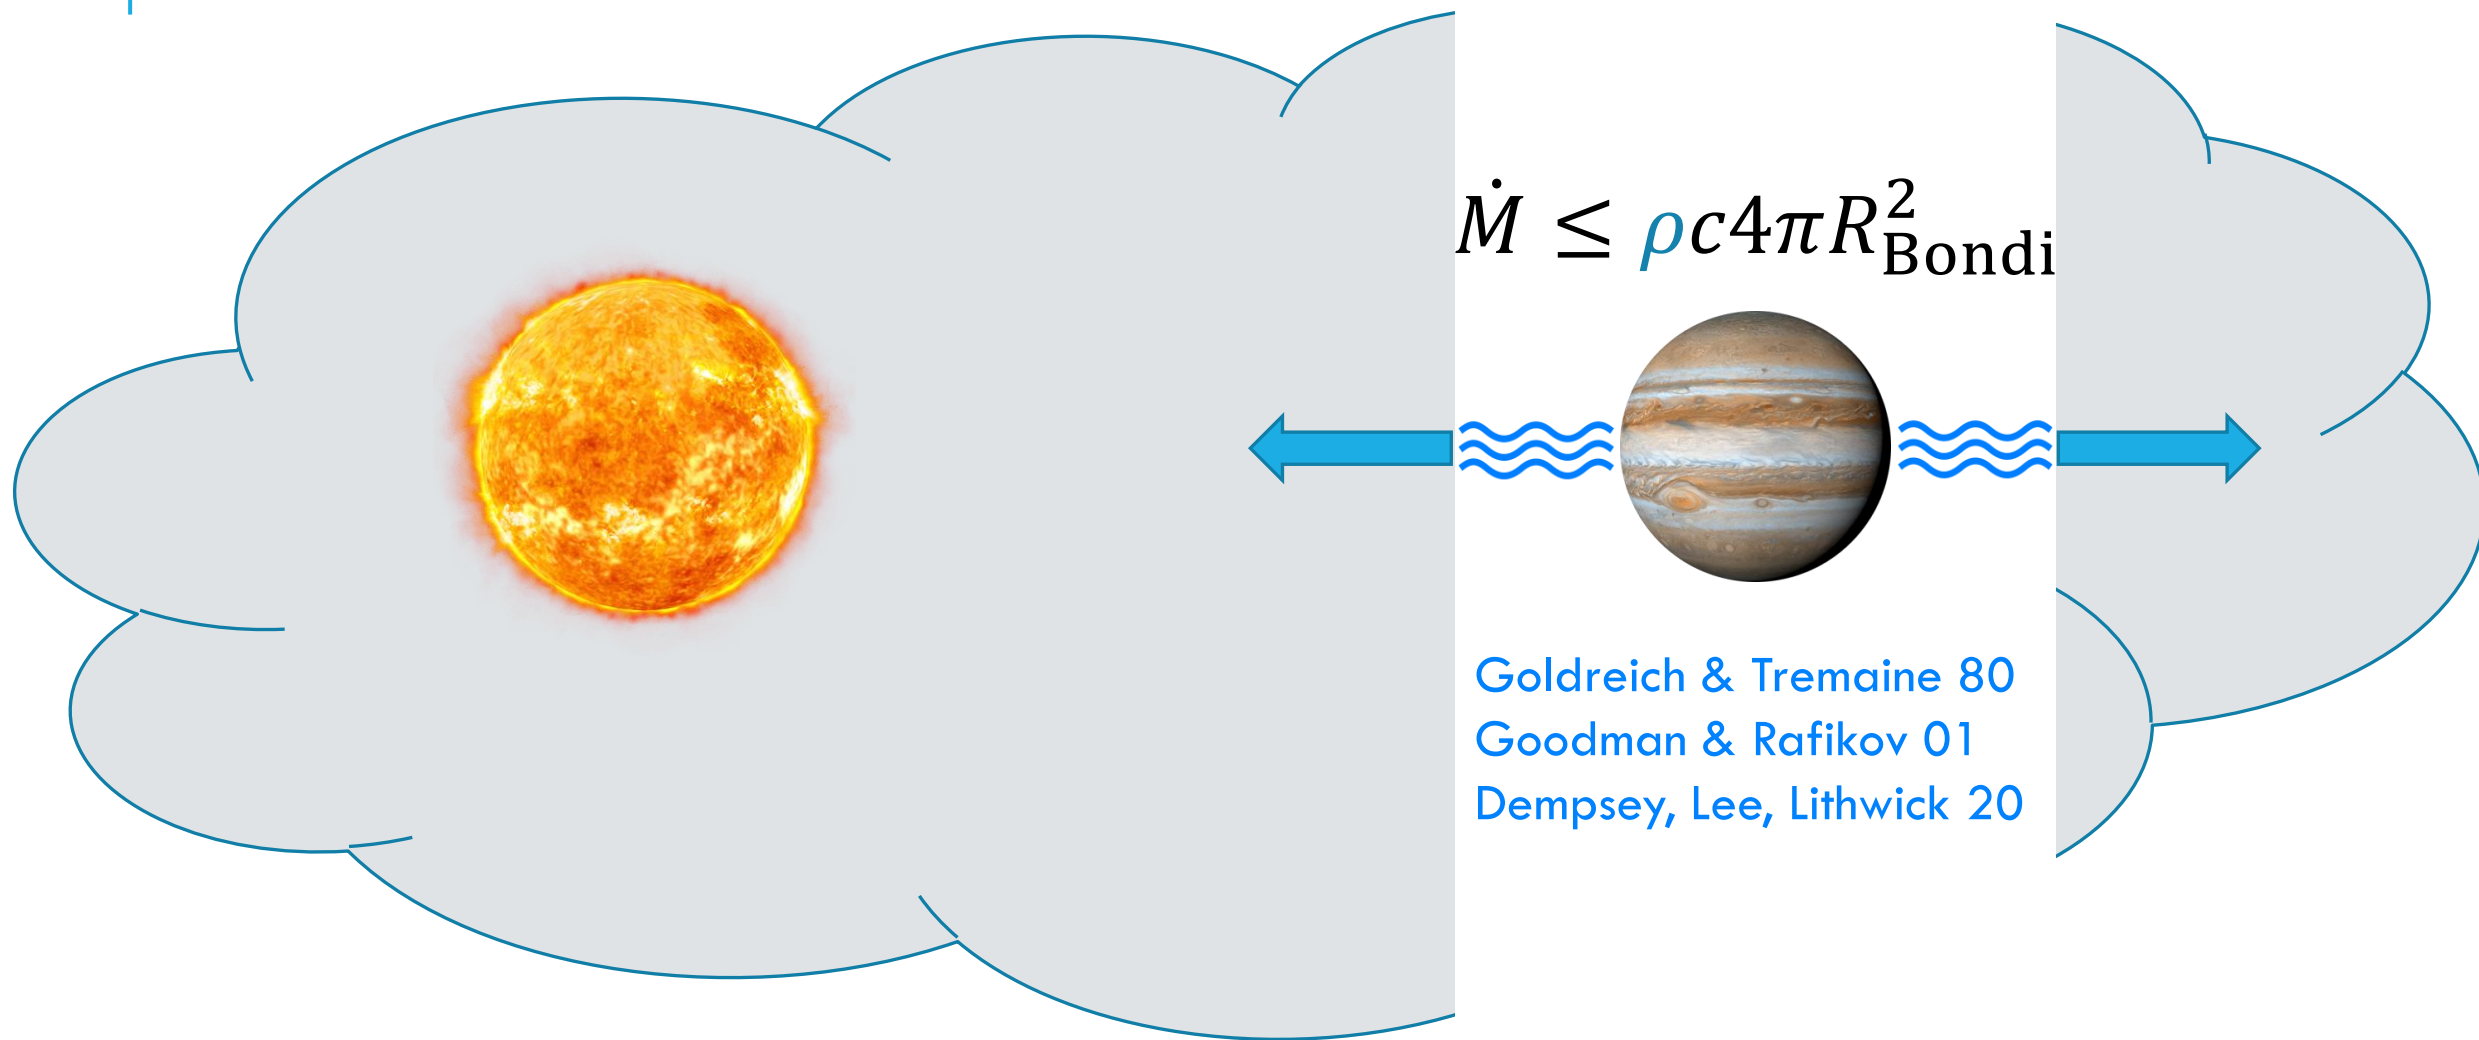 Ṁ ≤ ρc4πR²Bondi
Goldreich & Tremaine 80
Goodman & Rafikov 01
Dempsey, Lee, Lithwick 20